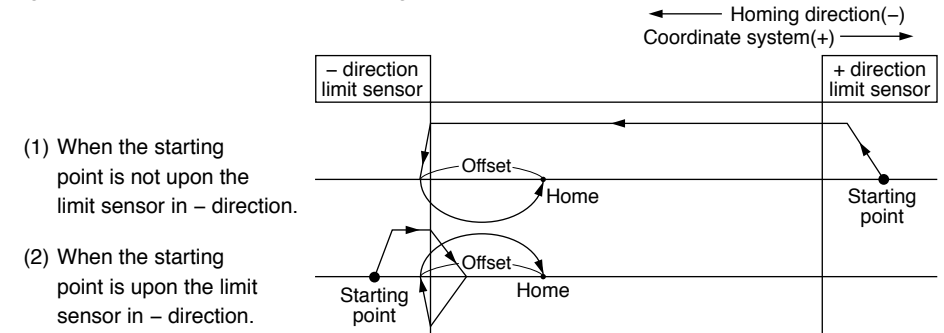 Homing direction(−)
Coordinate system(+)
− direction
limit sensor
+ direction
limit sensor
(1) When the starting
point is not upon the
limit sensor in − direction.
Offset
Home
Starting
point
(2) When the starting
point is upon the limit
sensor in − direction.
Offset
Home
Starting
point